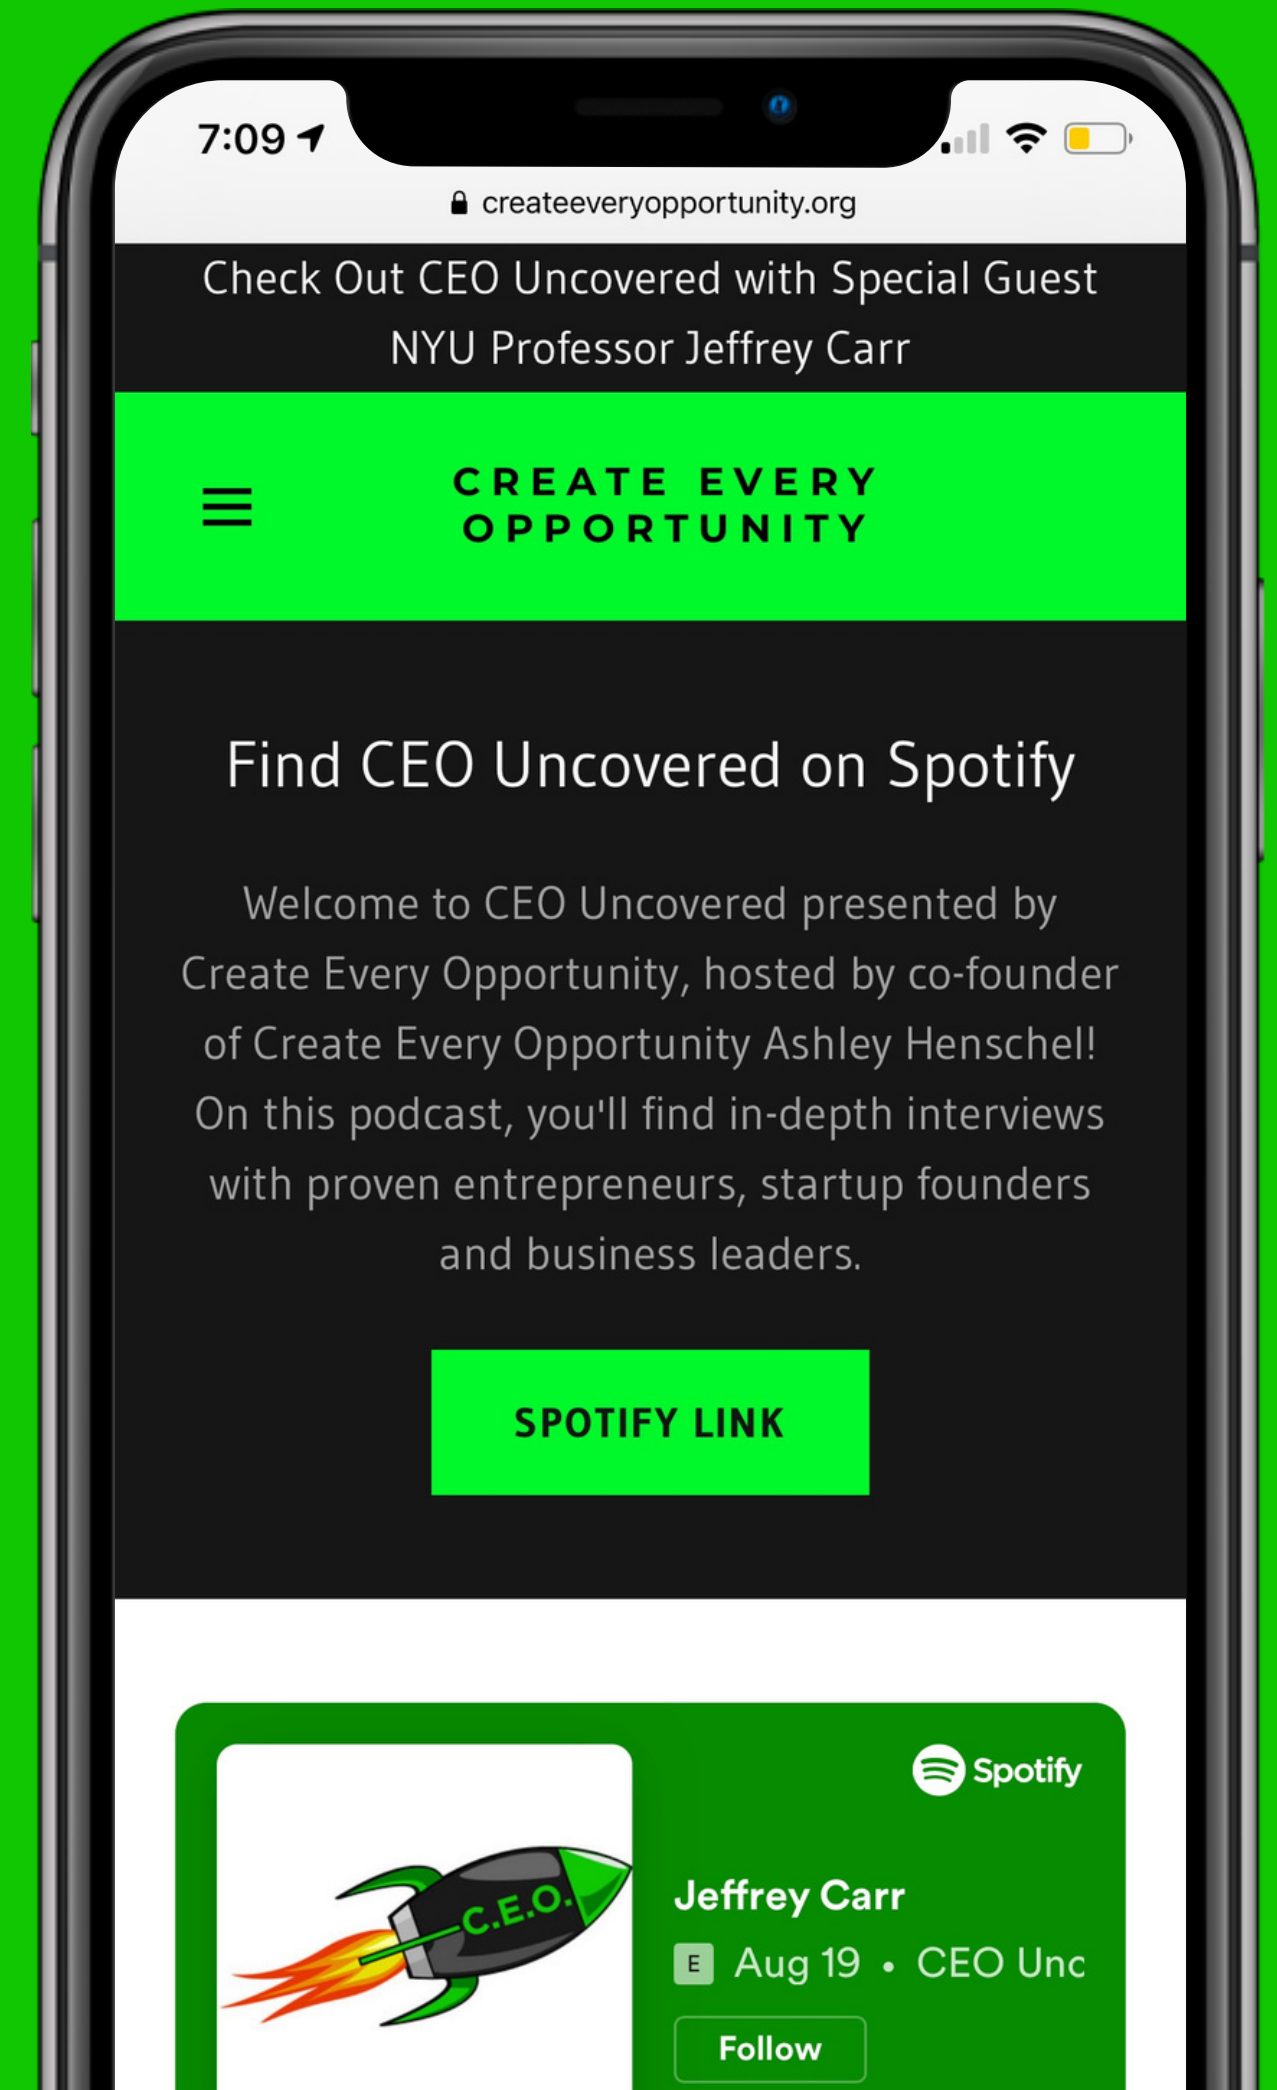 7:09
createeveryopportunity.org
Check Out CEO Uncovered with Special Guest
NYU Professor Jeffrey Carr
CREATE EVERY
OPPORTUNITY
Find CEO Uncovered on Spotify
Welcome to CEO Uncovered presented by
Create Every Opportunity, hosted by co-founder
of Create Every Opportunity Ashley Henschel!
On this podcast, you'll find in-depth interviews
with proven entrepreneurs, startup founders
and business leaders.
SPOTIFY LINK
Spotify
C.E.O.
Jeffrey Carr
E Aug 19 • CEO Unc
Follow